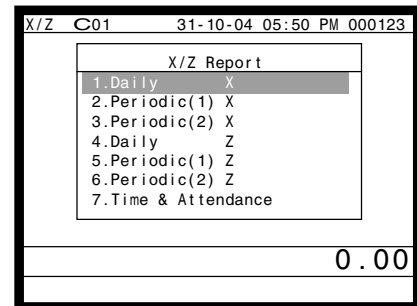 X/Z C01 31-10-04 05:50 PM 000123
X/Z Report
1.Daily X
2.Periodic(1) X
3.Periodic(2) X
4.Daily Z
5.Periodic(1) Z
6.Periodic(2) Z
7.Time & Attendance
0.00